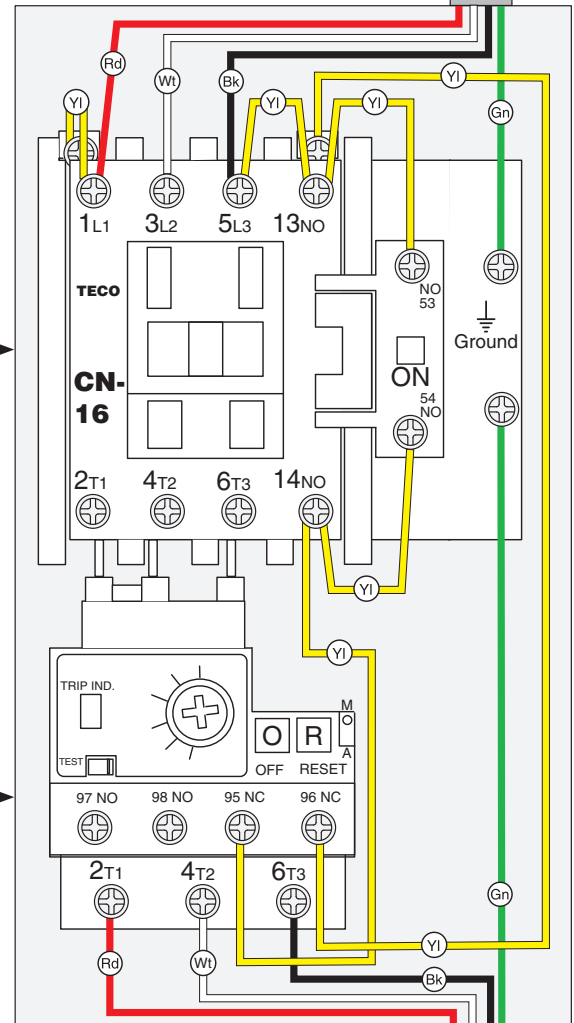 Rd
Wt
Bk
Yl
Gn
Yl
Yl
Yl
1L1 3L2 5L3 13NO
NO
53
TECO
Ground
ON
CN-
16
54
NO
2T1 4T2 6T3 14NO
Yl
Yl
TRIP IND.
M
O R
A
TEST
OFF RESET
97 NO 98 NO 95 NC 96 NC
2T1 4T2 6T3
Gn
Yl
Rd Wt Bk